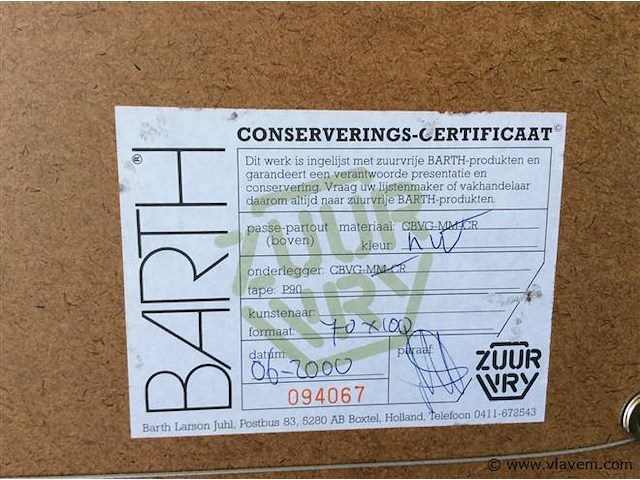 BARTH®
CONSERVERINGS-CERTIFICAAT©
Dit werk is ingelijst met zuurvrije BARTH-produkten en
garandeert een verantwoorde presentatie en
conservering. Vraag uw lijstenmaker of vakhandelaar
daarom altijd naar zuurvrije BARTH-produkten.
passe-partout materiaal: CBVG-MM-CR
(boven) kleur:
onderlegger: CBVG-MM-CR
tape: P.90
kunstenaar:
formaat: 70 x 100
datum: paraaf:
06-2000
094067
ZUUR
VRY
ZUUR
VRY
Barth Larson Juhl, Postbus 83, 5280 AB Boxtel, Holland, Telefoon 0411-672543
© www.vlavem.com